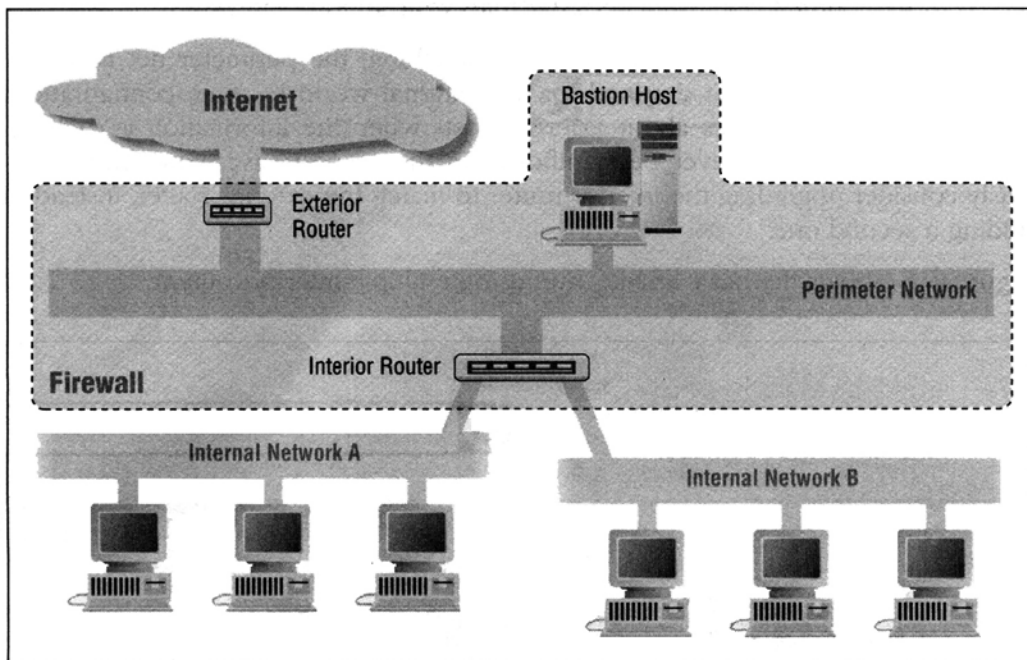 Internet
Bastion Host
Exterior
Router
Perimeter Network
Interior Router
Firewall
Internal Network A
Internal Network B